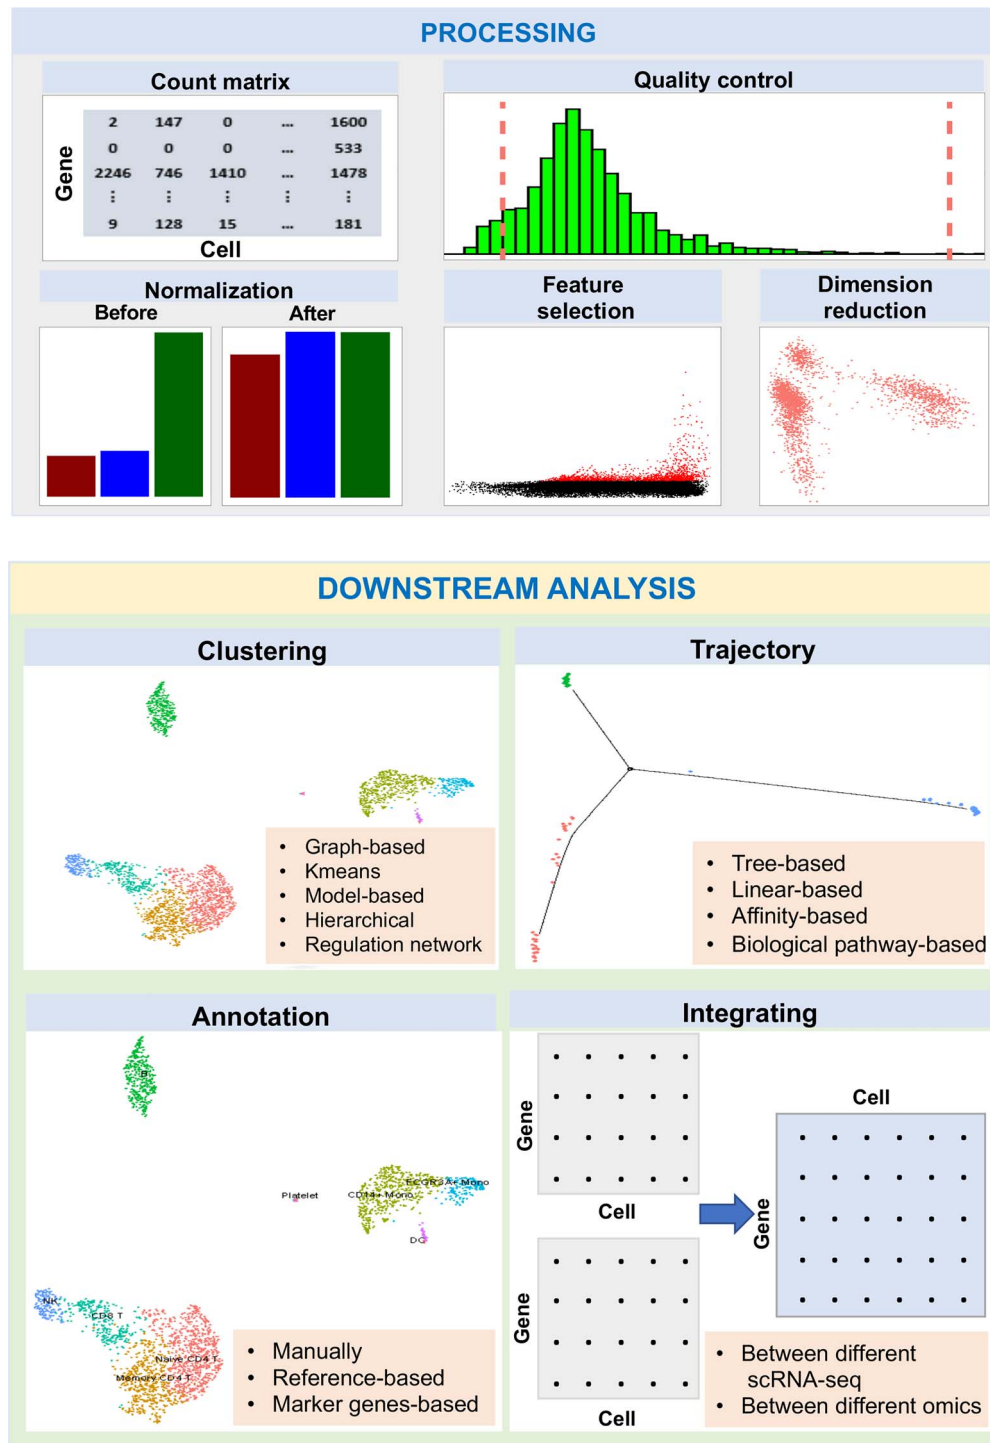 PROCESSING
Count matrix
Gene
2 147 0 ... 1600
0 0 0 ... 533
2246 746 1410 ... 1478
⋮ ⋮ ⋮ ⋮ ⋮
9 128 15 ... 181
Cell
Quality control
Normalization
Before After
Feature
selection
Dimension
reduction
DOWNSTREAM ANALYSIS
Clustering
• Graph-based
• Kmeans
• Model-based
• Hierarchical
• Regulation network
Trajectory
• Tree-based
• Linear-based
• Affinity-based
• Biological pathway-based
Annotation
B
Platelet
CD14+ Mono
FCGR3A+ Mono
DC
NK
CD8 T
Naive CD4 T
Memory CD4 T
• Manually
• Reference-based
• Marker genes-based
Integrating
Gene
Cell
Gene
Cell
Cell
Gene
• Between different
scRNA-seq
• Between different omics